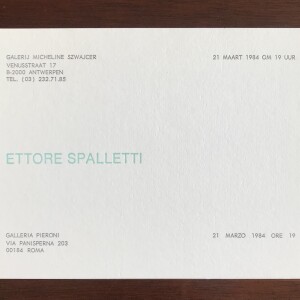 GALERIJ MICHELINE SZWAJCER
VENUSSTRAAT 17
B-2000 ANTWERPEN
TEL. (03) 232.71.85
21 MAART 1984 OM 19 UUR
ETTORE SPALLETTI
GALLERIA PIERONI
VIA PANISPERNA 203
00184 ROMA
21 MARZO 1984 ORE 19